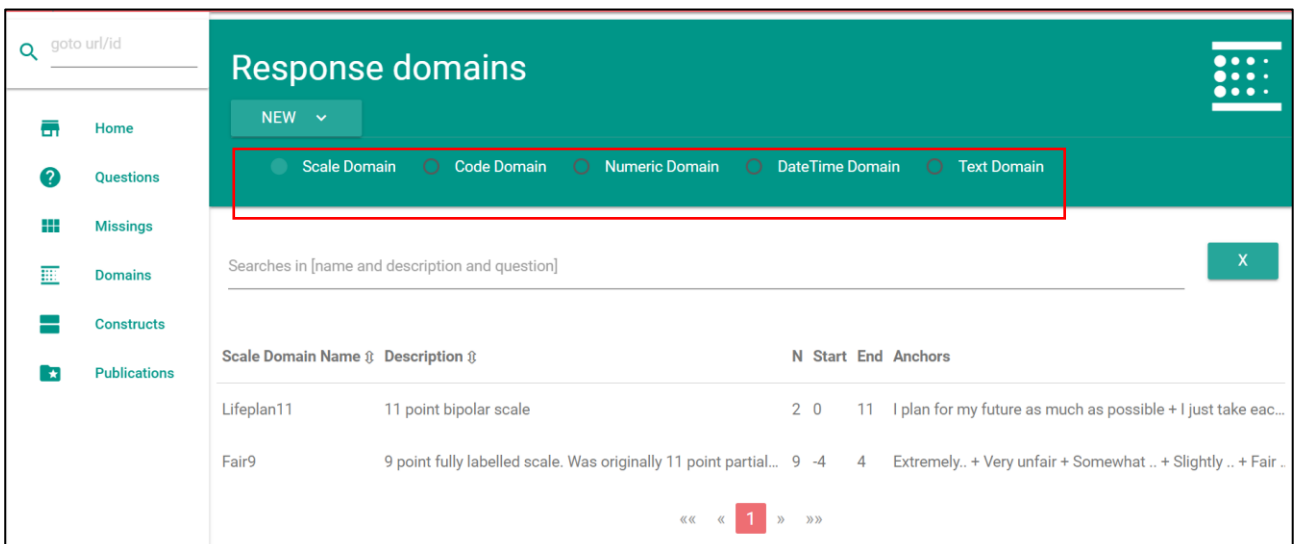 goto url/id
Response domains
NEW
Home
Scale Domain Code Domain Numeric Domain DateTime Domain Text Domain
Questions
Missings
Searches in [name and description and question] X
Domains
Constructs
Scale Domain Name ⇳ Description ⇳ N Start End Anchors
Publications
Lifeplan11 11 point bipolar scale 2 0 11 I plan for my future as much as possible + I just take eac...
Fair9 9 point fully labelled scale. Was originally 11 point partial... 9 -4 4 Extremely.. + Very unfair + Somewhat .. + Slightly .. + Fair ..
«« « 1 » »»